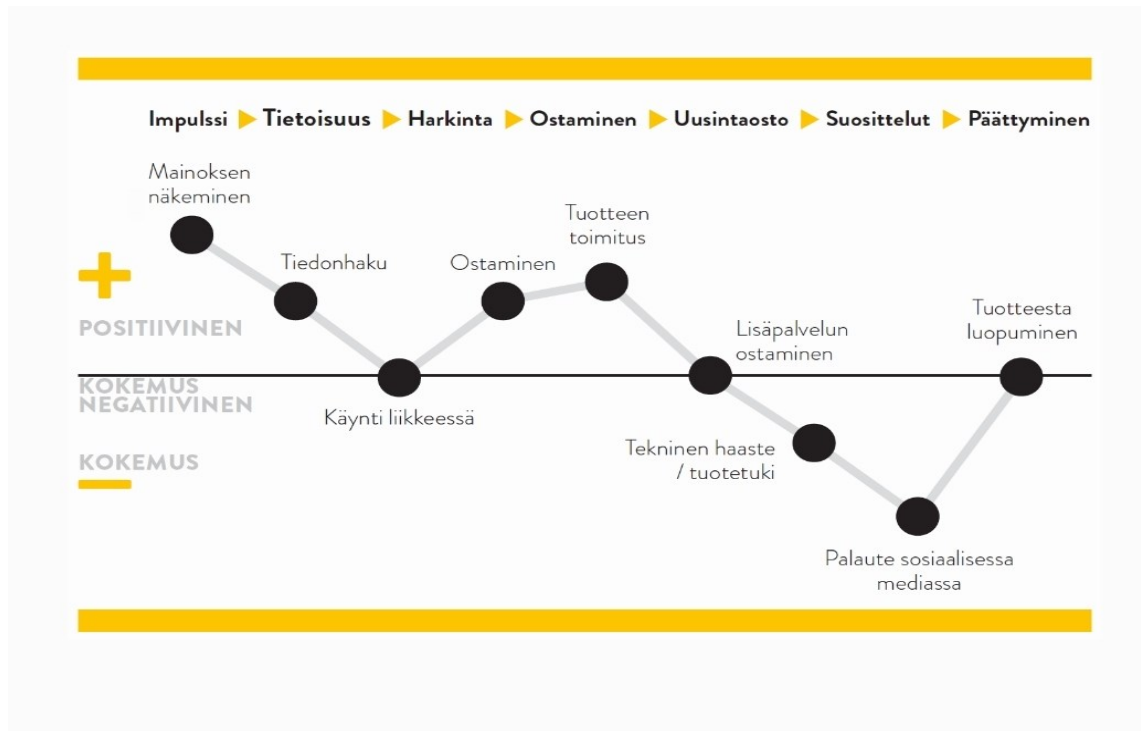 Impulssi ▶ Tietoisuus ▶ Harkinta ▶ Ostaminen ▶ Uusintaosto ▶ Suosittelut ▶ Päättyminen
Mainoksen
näkeminen
Tiedonhaku
Käynti liikkeessä
Ostaminen
Tuotteen
toimitus
Lisäpalvelun
ostaminen
Tekninen haaste
/ tuotetuki
Palaute sosiaalisessa
mediassa
Tuotteesta
luopuminen
+
POSITIIVINEN
KOKEMUS
NEGATIIVINEN
KOKEMUS
–